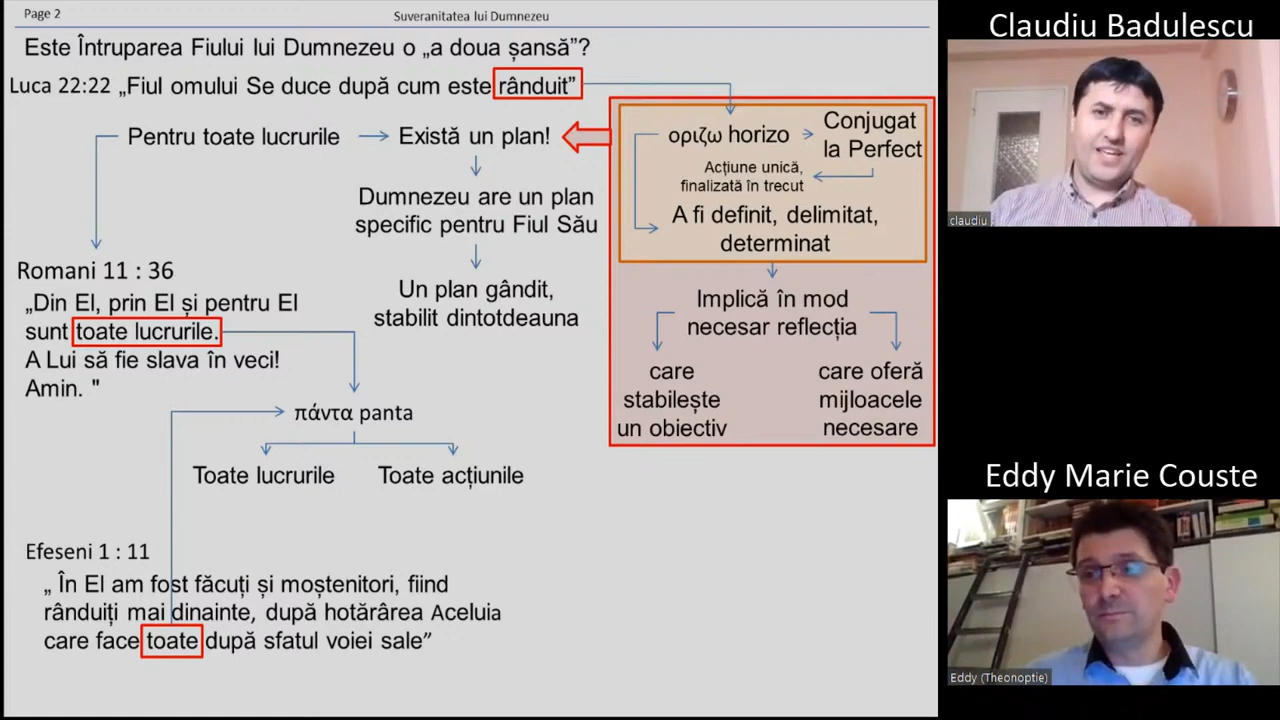 Page 2
Suveranitatea lui Dumnezeu
Este Întruparea Fiului lui Dumnezeu o „a doua șansă”?
Luca 22:22 „Fiul omului Se duce după cum este rânduit”
Pentru toate lucrurile
Există un plan!
Dumnezeu are un plan
specific pentru Fiul Său
Un plan gândit,
stabilit dintotdeauna
οριζω horizo
Conjugat
la Perfect
Acțiune unică,
finalizată în trecut
A fi definit, delimitat,
determinat
Implică în mod
necesar reflecția
care
stabilește
un obiectiv
care oferă
mijloacele
necesare
Romani 11 : 36
„Din El, prin El și pentru El
sunt toate lucrurile.
A Lui să fie slava în veci!
Amin. "
πάντα panta
Toate lucrurile
Toate acțiunile
Efeseni 1 : 11
„ În El am fost făcuți și moștenitori, fiind
rânduiți mai dinainte, după hotărârea Aceluia
care face toate după sfatul voiei sale”
Claudiu Badulescu
claudiu
Eddy Marie Couste
Eddy (Theonoptie)